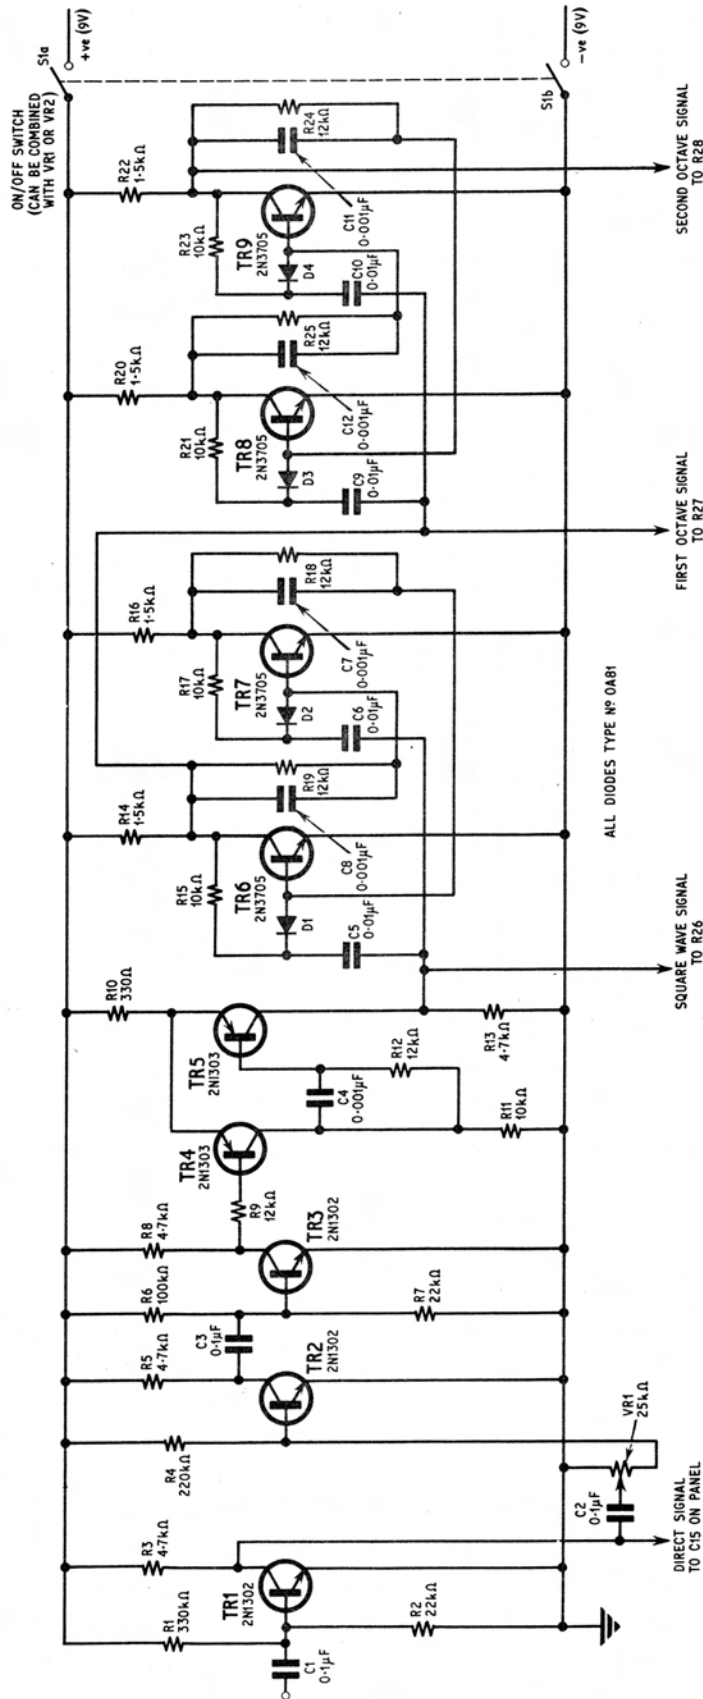 C1
0·1µF
R1
330kΩ
R2
22kΩ
TR1
2N1302
R3
4·7kΩ
DIRECT SIGNAL
TO C15 ON PANEL
C2
0·1µF
VR1
25kΩ
R4
220kΩ
R5
4·7kΩ
TR2
2N1302
C3
0·1µF
R6
100kΩ
R7
22kΩ
R8
4·7kΩ
TR3
2N1302
R9
12kΩ
TR4
2N1303
R11
10kΩ
C4
0·001µF
R12
12kΩ
TR5
2N1303
R10
330Ω
R13
4·7kΩ
SQUARE WAVE SIGNAL
TO R26
R14
1·5kΩ
R15
10kΩ
TR6
2N3705
D1
C5
0·01µF
C8
0·001µF
R19
12kΩ
R16
1·5kΩ
R17
10kΩ
TR7
2N3705
D2
C6
0·01µF
C7
0·001µF
R18
12kΩ
ALL DIODES TYPE Nº OA81
FIRST OCTAVE SIGNAL
TO R27
R20
1·5kΩ
R21
10kΩ
TR8
2N3705
D3
C9
0·01µF
C12
0·001µF
R25
12kΩ
R22
1·5kΩ
R23
10kΩ
TR9
2N3705
D4
C10
0·01µF
C11
0·001µF
R24
12kΩ
SECOND OCTAVE SIGNAL
TO R28
ON/OFF SWITCH
(CAN BE COMBINED
WITH VR1 OR VR2)
S1a
+ve (9V)
S1b
−ve (9V)